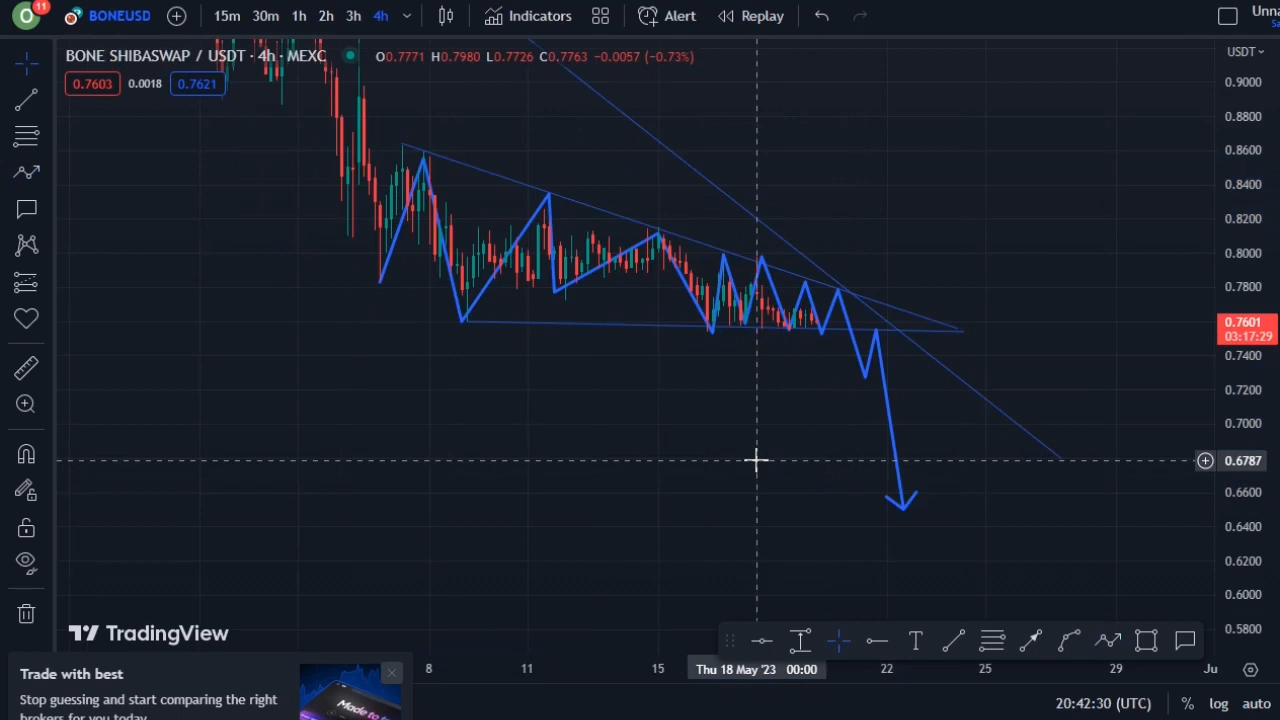 O 11 BONEUSD 15m 30m 1h 2h 3h 4h Indicators Alert Replay Unna
BONE SHIBASWAP / USDT · 4h · MEXC O0.7771 H0.7980 L0.7726 C0.7763 −0.0057 (−0.73%) USDT
0.7603 0.0018 0.7621
0.9000
0.8800
0.8600
0.8400
0.8200
0.8000
0.7800
0.7601
03:17:29
0.7400
0.7200
0.7000
0.6787
0.6600
0.6400
0.6200
0.6000
0.5800
TradingView
T
8 11 15 Thu 18 May '23 00:00 22 25 29 Ju
Trade with best
Stop guessing and start comparing the right
brokers for you today
Made to
20:42:30 (UTC) % log auto